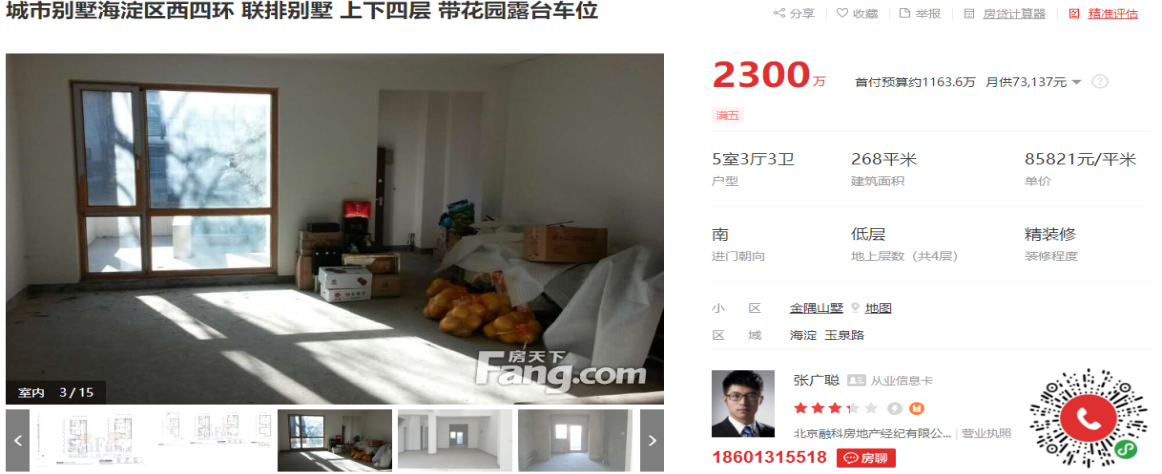 城市别墅海淀区西四环 联排别墅 上下四层 带花园露台车位
分享 收藏 举报 房贷计算器 精准评估
2300万 首付预算约1163.6万 月供73,137元
满五
5室3厅3卫 268平米 85821元/平米
户型 建筑面积 单价
南 低层 精装修
进门朝向 地上层数（共4层） 装修程度
小 区 金隅山墅 地图
区 域 海淀 玉泉路
房天下
Fang.com
室内 3/15
张广聪 从业信息卡
北京融科房地产经纪有限公... 营业执照
18601315518 房聊